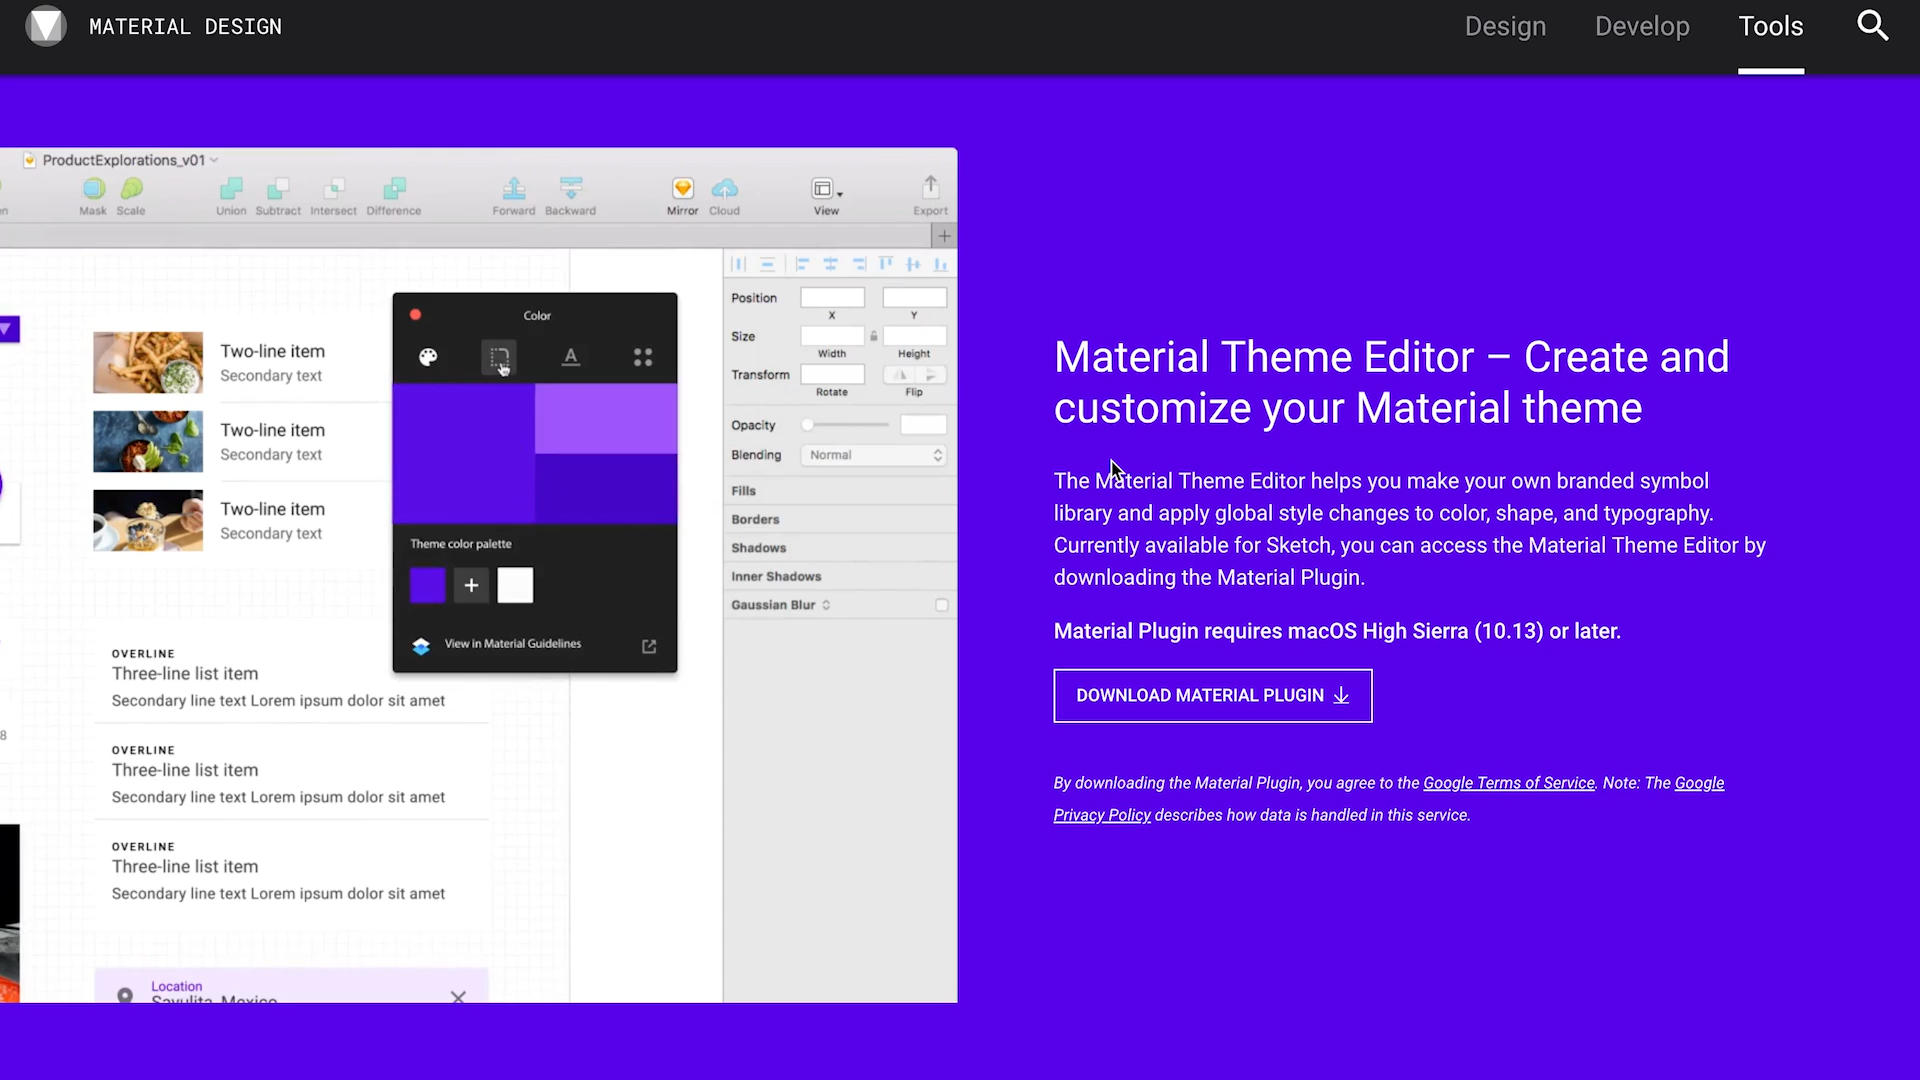 MATERIAL DESIGN
Design
Develop
Tools
ProductExplorations_v01
Mask
Scale
Union
Subtract
Intersect
Difference
Forward
Backward
Mirror
Cloud
View
Export
Two-line item
Secondary text
Two-line item
Secondary text
Two-line item
Secondary text
OVERLINE
Three-line list item
Secondary line text Lorem ipsum dolor sit amet
OVERLINE
Three-line list item
Secondary line text Lorem ipsum dolor sit amet
OVERLINE
Three-line list item
Secondary line text Lorem ipsum dolor sit amet
Location
Sayulita, Mexico
Color
Theme color palette
View in Material Guidelines
Position
X
Y
Size
Width
Height
Transform
Rotate
Flip
Opacity
Blending
Normal
Fills
Borders
Shadows
Inner Shadows
Gaussian Blur
Material Theme Editor – Create and
customize your Material theme
The Material Theme Editor helps you make your own branded symbol
library and apply global style changes to color, shape, and typography.
Currently available for Sketch, you can access the Material Theme Editor by
downloading the Material Plugin.
Material Plugin requires macOS High Sierra (10.13) or later.
DOWNLOAD MATERIAL PLUGIN
By downloading the Material Plugin, you agree to the Google Terms of Service. Note: The Google
Privacy Policy describes how data is handled in this service.